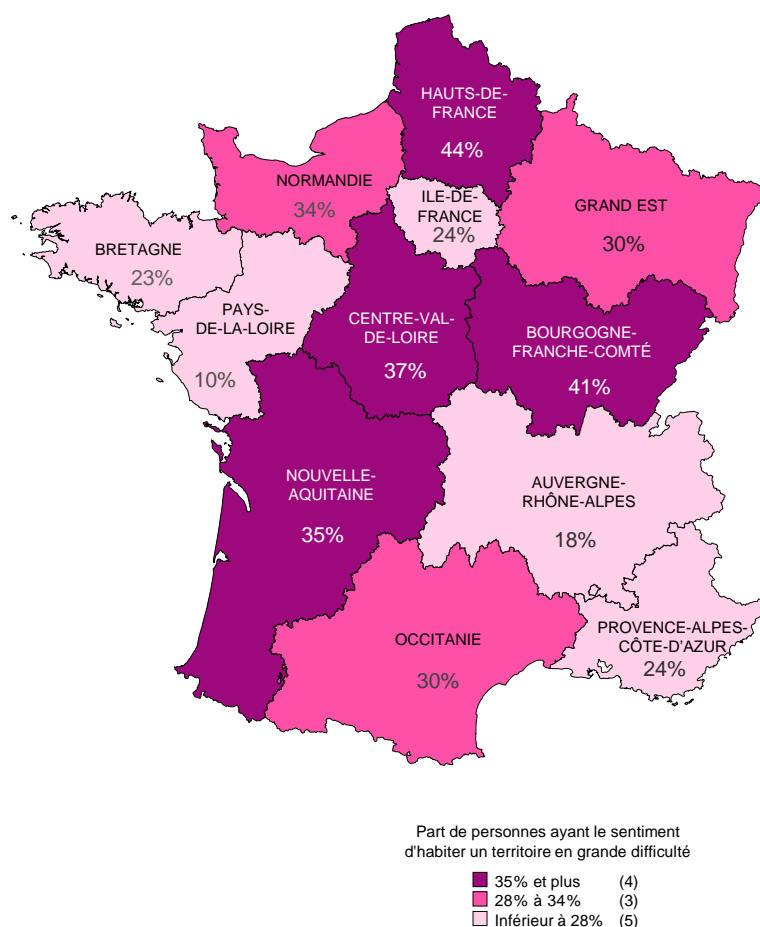 HAUTS-DE-
FRANCE
44%
NORMANDIE
34%
ILE-DE-
FRANCE
24%
GRAND EST
30%
BRETAGNE
23%
PAYS-
DE-LA-LOIRE
10%
CENTRE-VAL-
DE-LOIRE
37%
BOURGOGNE-
FRANCHE-COMTÉ
41%
NOUVELLE-
AQUITAINE
35%
AUVERGNE-
RHÔNE-ALPES
18%
OCCITANIE
30%
PROVENCE-ALPES-
CÔTE-D'AZUR
24%
Part de personnes ayant le sentiment
d'habiter un territoire en grande difficulté
35% et plus (4)
28% à 34% (3)
Inférieur à 28% (5)